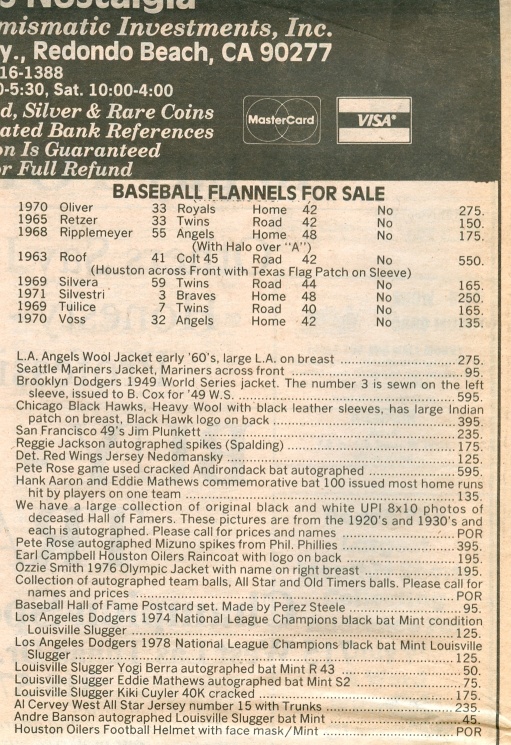 s Nostalgia
umismatic Investments, Inc.
y., Redondo Beach, CA 90277
16-1388
0-5:30, Sat. 10:00-4:00
d, Silver & Rare Coins
ated Bank References
on Is Guaranteed
or Full Refund
MasterCard
VISA®
BASEBALL FLANNELS FOR SALE
1970 Oliver 33 Royals Home 42 No 275.
1965 Retzer 33 Twins Road 42 No 150.
1968 Ripplemeyer 55 Angels Home 48 No 175.
(With Halo over "A")
1963 Roof 41 Colt 45 Road 42 No 550.
(Houston across Front with Texas Flag Patch on Sleeve)
1969 Silvera 59 Twins Road 44 No 165.
1971 Silvestri 3 Braves Home 48 No 250.
1969 Tuilice 7 Twins Road 40 No 165.
1970 Voss 32 Angels Home 42 No 135.
L.A. Angels Wool Jacket early '60's, large L.A. on breast ........ 275.
Seattle Mariners Jacket, Mariners across front ........ 95.
Brooklyn Dodgers 1949 World Series jacket. The number 3 is sewn on the left
sleeve, issued to B. Cox for '49 W.S. ........ 595.
Chicago Black Hawks, Heavy Wool with black leather sleeves, has large Indian
patch on breast, Black Hawk logo on back ........ 395.
San Francisco 49's Jim Plunkett ........ 235.
Reggie Jackson autographed spikes (Spalding) ........ 175.
Det. Red Wings Jersey Nedomansky ........ 125.
Pete Rose game used cracked Andirondack bat autographed ........ 595.
Hank Aaron and Eddie Mathews commemorative bat 100 issued most home runs
hit by players on one team ........ 135.
We have a large collection of original black and white UPI 8x10 photos of
deceased Hall of Famers. These pictures are from the 1920's and 1930's and
each is autographed. Please call for prices and names ........ POR
Pete Rose autographed Mizuno spikes from Phil. Phillies ........ 395.
Earl Campbell Houston Oilers Raincoat with logo on back ........ 195.
Ozzie Smith 1976 Olympic Jacket with name on right breast ........ 195.
Collection of autographed team balls, All Star and Old Timers balls. Please call for
names and prices ........ POR
Baseball Hall of Fame Postcard set. Made by Perez Steele ........ 95.
Los Angeles Dodgers 1974 National League Champions black bat Mint condition
Louisville Slugger ........ 125.
Los Angeles Dodgers 1978 National League Champions black bat Mint Louisville
Slugger ........ 125.
Louisville Slugger Yogi Berra autographed bat Mint R 43 ........ 50.
Louisville Slugger Eddie Mathews autographed bat Mint S2 ........ 75.
Louisville Slugger Kiki Cuyler 40K cracked ........ 175.
Al Cervey West All Star Jersey number 15 with Trunks ........ 235.
Andre Banson autographed Louisville Slugger bat Mint ........ 45.
Houston Oilers Football Helmet with face mask/Mint ........ POR